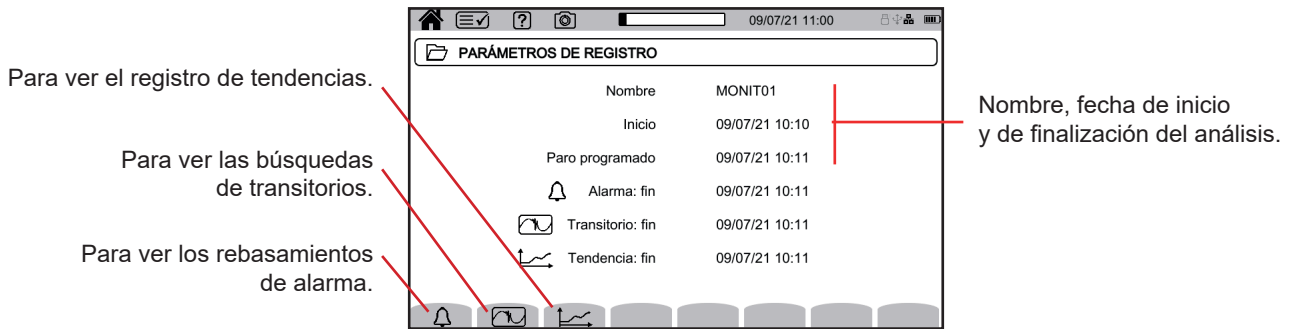 09/07/21 11:00
PARÁMETROS DE REGISTRO
Nombre MONIT01
Inicio 09/07/21 10:10
Paro programado 09/07/21 10:11
Alarma: fin 09/07/21 10:11
Transitorio: fin 09/07/21 10:11
Tendencia: fin 09/07/21 10:11
Para ver el registro de tendencias.
Para ver las búsquedas
de transitorios.
Para ver los rebasamientos
de alarma.
Nombre, fecha de inicio
y de finalización del análisis.